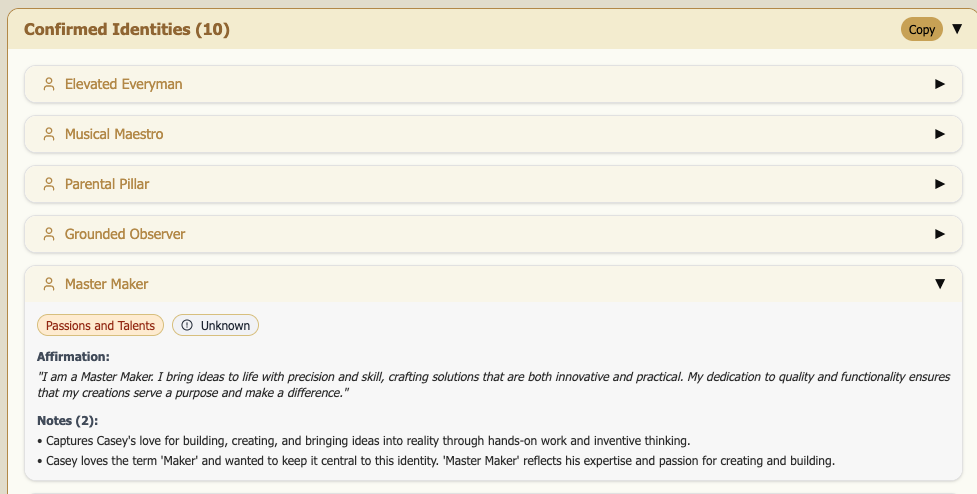 Confirmed Identities (10)
Copy
Elevated Everyman
Musical Maestro
Parental Pillar
Grounded Observer
Master Maker
Passions and Talents
Unknown
Affirmation:
"I am a Master Maker. I bring ideas to life with precision and skill, crafting solutions that are both innovative and practical. My dedication to quality and functionality ensures
that my creations serve a purpose and make a difference."
Notes (2):
• Captures Casey's love for building, creating, and bringing ideas into reality through hands-on work and inventive thinking.
• Casey loves the term 'Maker' and wanted to keep it central to this identity. 'Master Maker' reflects his expertise and passion for creating and building.